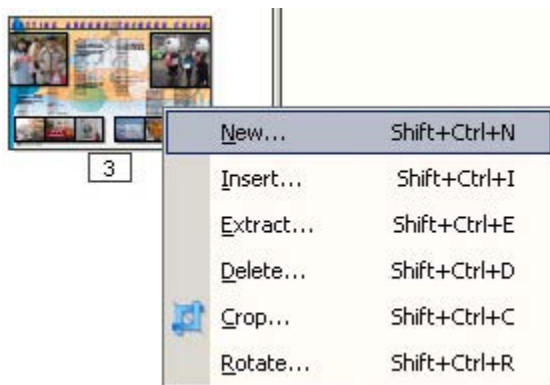 3
New... Shift+Ctrl+N
Insert... Shift+Ctrl+I
Extract... Shift+Ctrl+E
Delete... Shift+Ctrl+D
Crop... Shift+Ctrl+C
Rotate... Shift+Ctrl+R